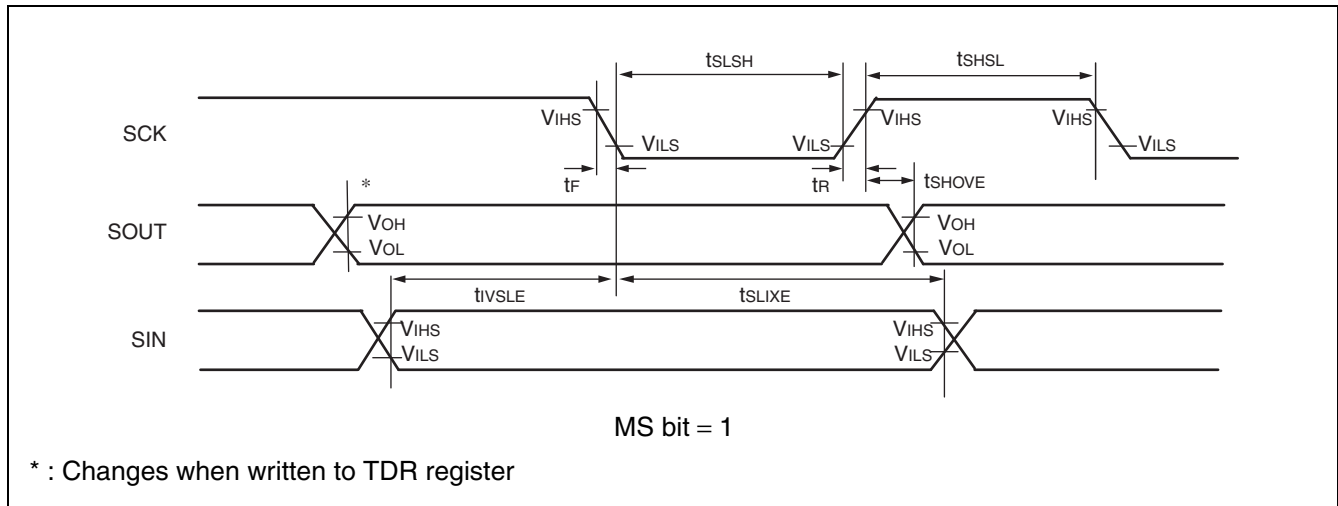 tSLSH
tSHSL
SCK
VIHS
VILS
VILS
VIHS
VIHS
VILS
tF
tR
tSHOVE
*
SOUT
VOH
VOL
VOH
VOL
tIVSLE
tSLIXE
SIN
VIHS
VILS
VIHS
VILS
MS bit = 1
* : Changes when written to TDR register